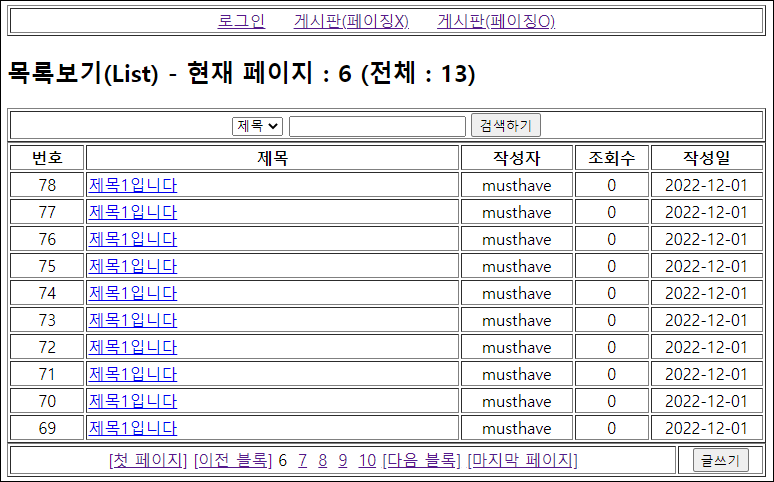 로그인 게시판(페이징X) 게시판(페이징O)
목록보기(List) - 현재 페이지 : 6 (전체 : 13)
제목 검색하기
번호 제목 작성자 조회수 작성일
78 제목1입니다 musthave 0 2022-12-01
77 제목1입니다 musthave 0 2022-12-01
76 제목1입니다 musthave 0 2022-12-01
75 제목1입니다 musthave 0 2022-12-01
74 제목1입니다 musthave 0 2022-12-01
73 제목1입니다 musthave 0 2022-12-01
72 제목1입니다 musthave 0 2022-12-01
71 제목1입니다 musthave 0 2022-12-01
70 제목1입니다 musthave 0 2022-12-01
69 제목1입니다 musthave 0 2022-12-01
[첫 페이지] [이전 블록] 6 7 8 9 10 [다음 블록] [마지막 페이지] 글쓰기